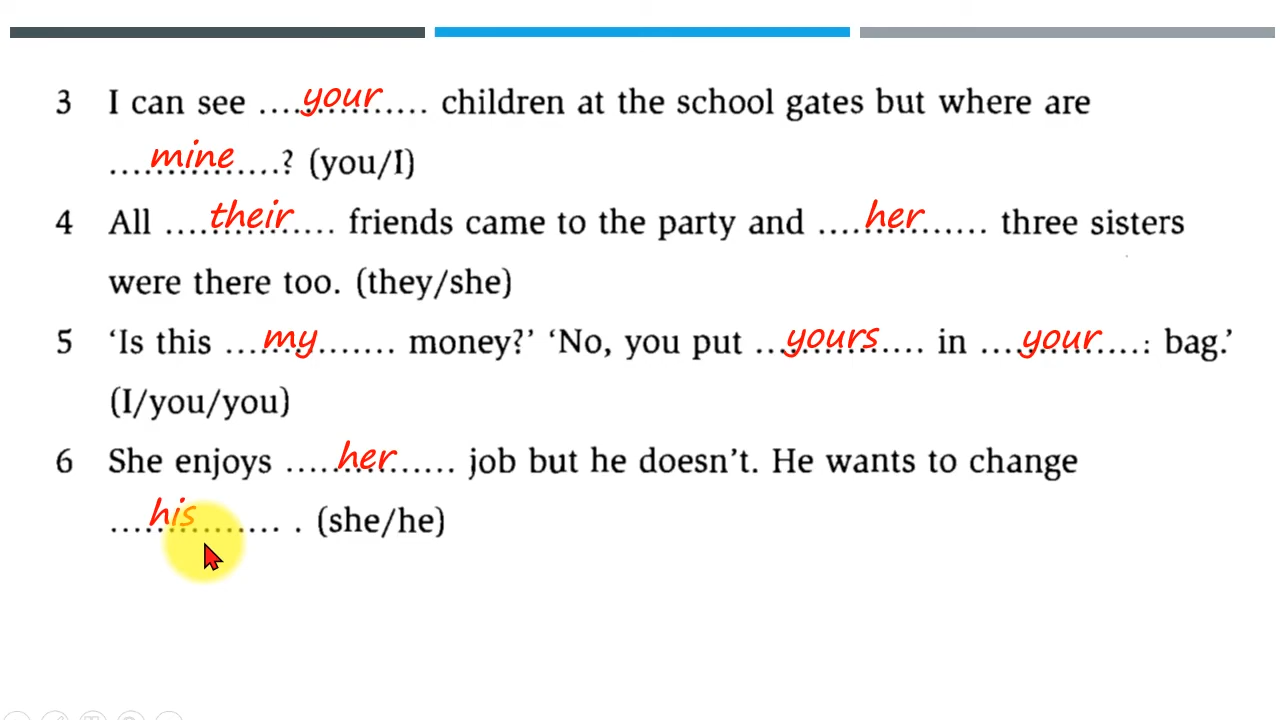 3 I can see ....your.... children at the school gates but where are
....mine....? (you/I)
4 All ....their.... friends came to the party and ....her.... three sisters
were there too. (they/she)
5 ‘Is this ....my.... money?’ ‘No, you put ....yours.... in ....your....: bag.’
(I/you/you)
6 She enjoys ....her.... job but he doesn’t. He wants to change
....his.... . (she/he)